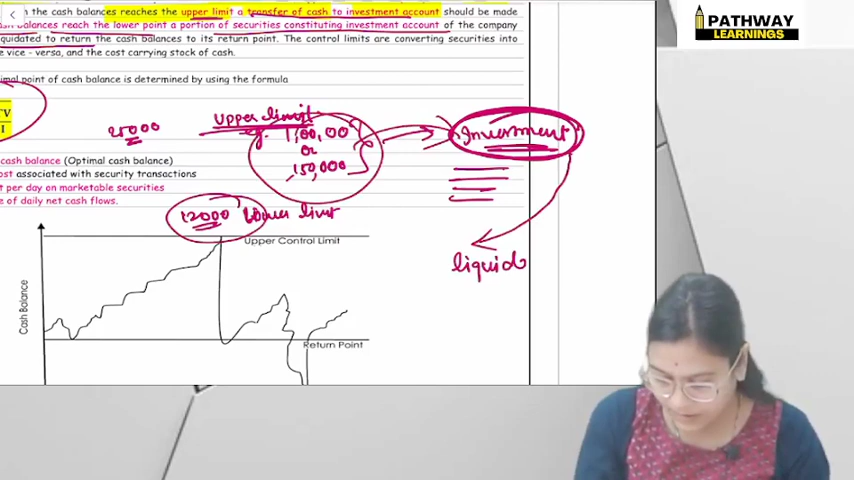 the cash balances reaches the upper limit a transfer of cash to investment account should be made
balances reach the lower point a portion of securities constituting investment account of the company
liquidated to return the cash balances to its return point. The control limits are converting securities into
vice - versa, and the cost carrying stock of cash.
point of cash balance is determined by using the formula
TV
I
cash balance (Optimal cash balance)
associated with security transactions
per day on marketable securities
of daily net cash flows.
25000
upper limit
eg. 1,00,000
or
150,000
Investment
12000 lower limit
liquid
Upper Control Limit
Cash Balance
Return Point
PATHWAY
LEARNINGS